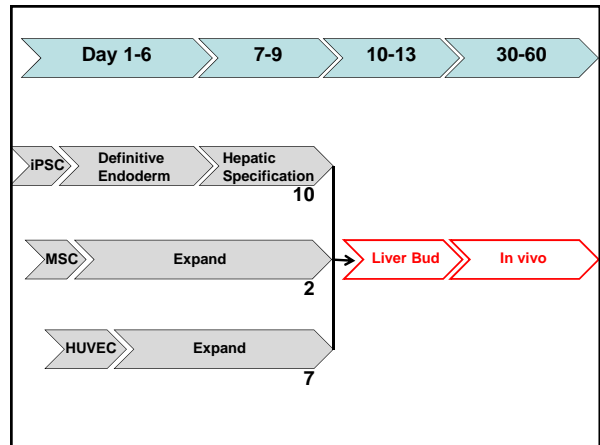 Day 1-6 7-9 10-13 30-60
iPSC Definitive Endoderm Hepatic Specification
10
MSC Expand Liver Bud In vivo
2
HUVEC Expand
7